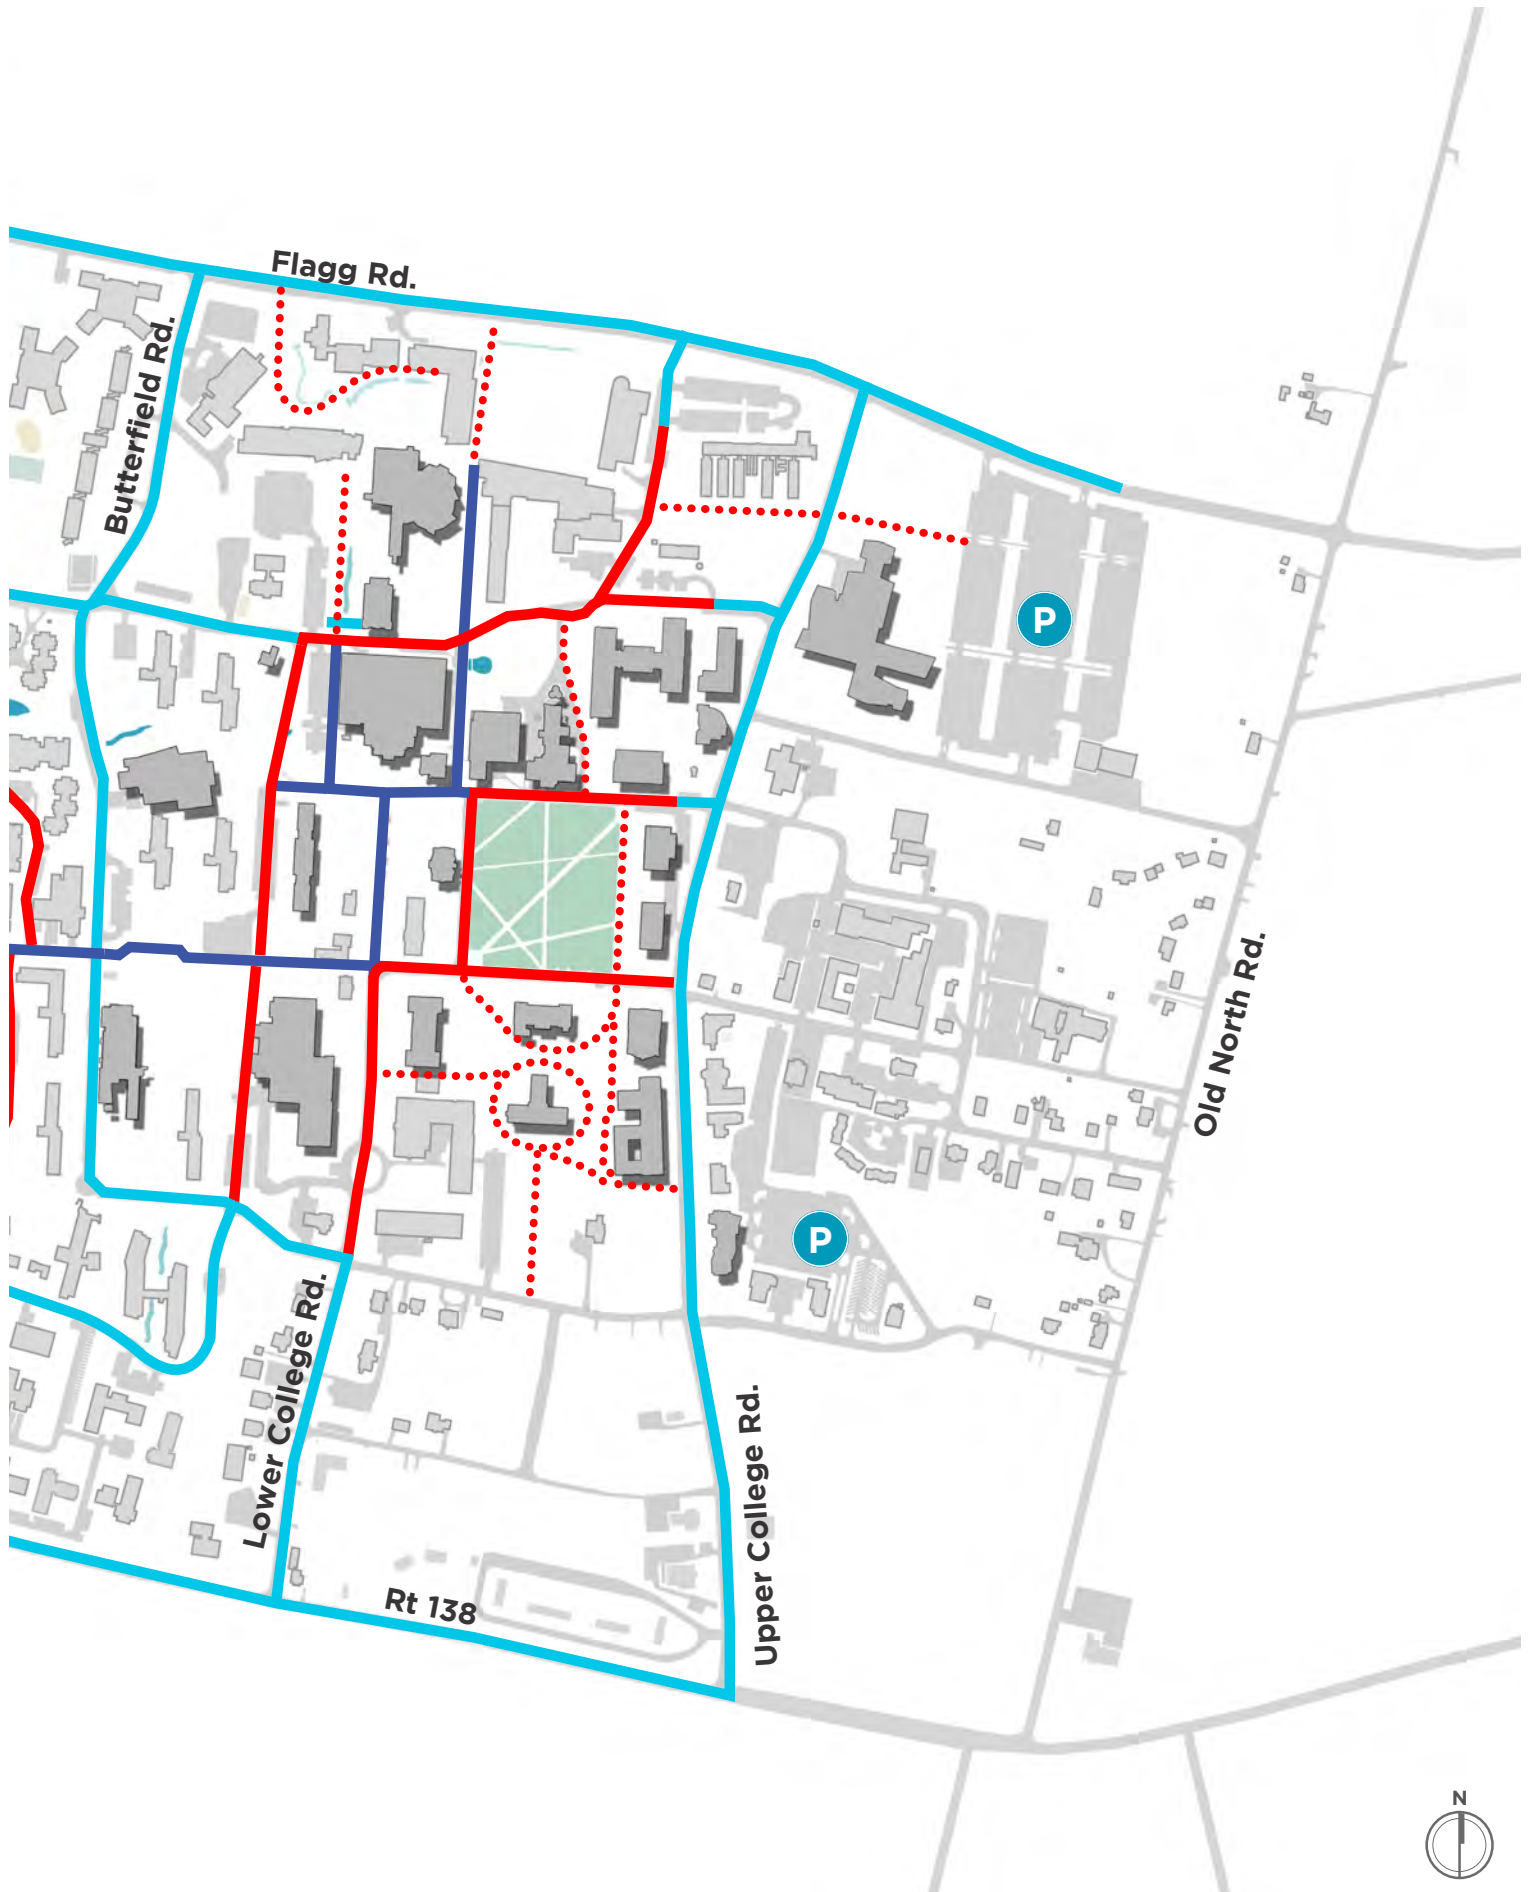 Flagg Rd.
Butterfield Rd.
P
Old North Rd.
P
Lower College Rd.
Upper College Rd.
Rt 138
N